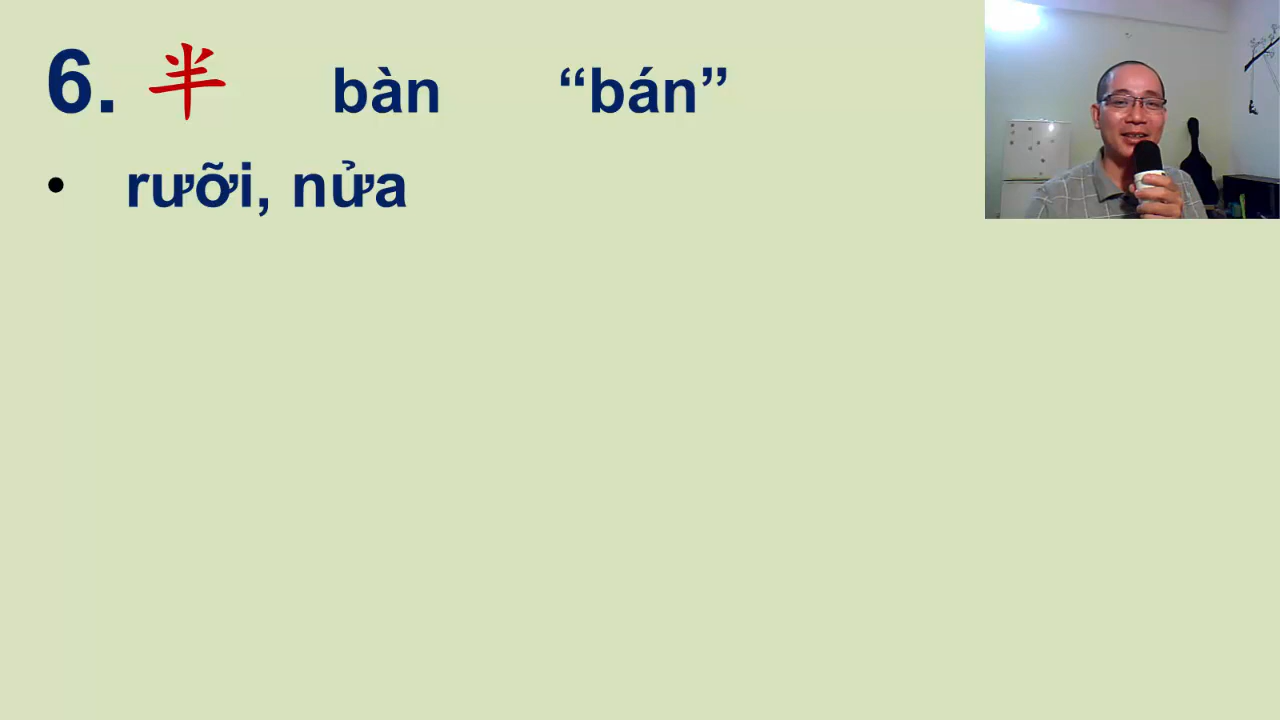 6. 半 bàn “bán”
• rưỡi, nửa